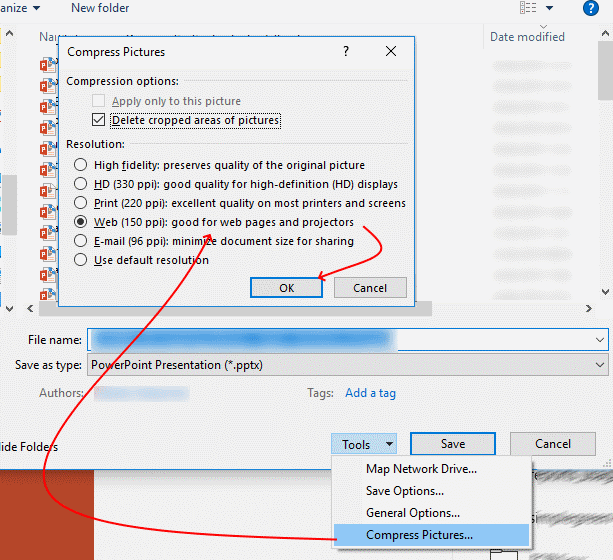 anize
New folder
?
Date modified
Compress Pictures
?
Compression options:
Apply only to this picture
Delete cropped areas of pictures
Resolution:
High fidelity: preserves quality of the original picture
HD (330 ppi): good quality for high-definition (HD) displays
Print (220 ppi): excellent quality on most printers and screens
Web (150 ppi): good for web pages and projectors
E-mail (96 ppi): minimize document size for sharing
Use default resolution
OK
Cancel
File name:
Save as type:
PowerPoint Presentation (*.pptx)
Authors:
Tags:
Add a tag
lide Folders
Tools
Save
Cancel
Map Network Drive...
Save Options...
General Options...
Compress Pictures...